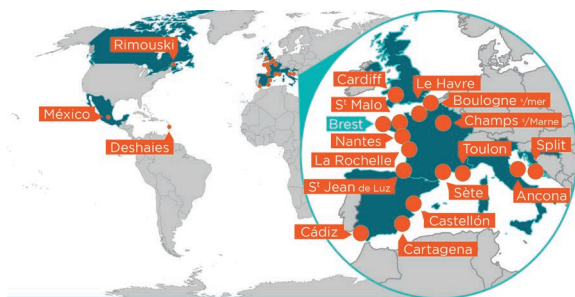 Rimouski
México
Deshaies
Cardiff
Le Havre
St Malo
Boulogne s/mer
Brest
Champs s/Marne
Nantes
Toulon
Split
La Rochelle
St Jean de Luz
Sète
Ancona
Castellón
Cádiz
Cartagena